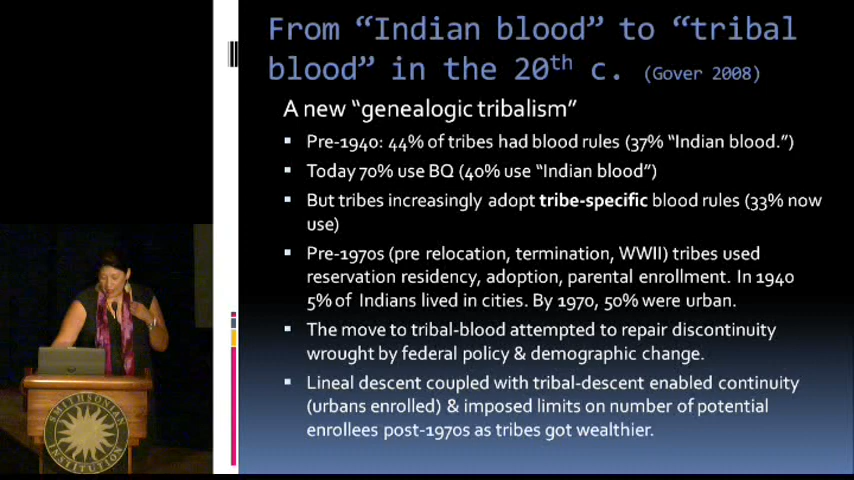 From “Indian blood” to “tribal
blood” in the 20th c. (Gover 2008)
A new “genealogic tribalism”
Pre-1940: 44% of tribes had blood rules (37% “Indian blood.”)
Today 70% use BQ (40% use “Indian blood”)
But tribes increasingly adopt tribe-specific blood rules (33% now
use)
Pre-1970s (pre relocation, termination, WWII) tribes used
reservation residency, adoption, parental enrollment. In 1940
5% of Indians lived in cities. By 1970, 50% were urban.
The move to tribal-blood attempted to repair discontinuity
wrought by federal policy & demographic change.
Lineal descent coupled with tribal-descent enabled continuity
(urbans enrolled) & imposed limits on number of potential
enrollees post-1970s as tribes got wealthier.
SMITHSONIAN
INSTITUTION